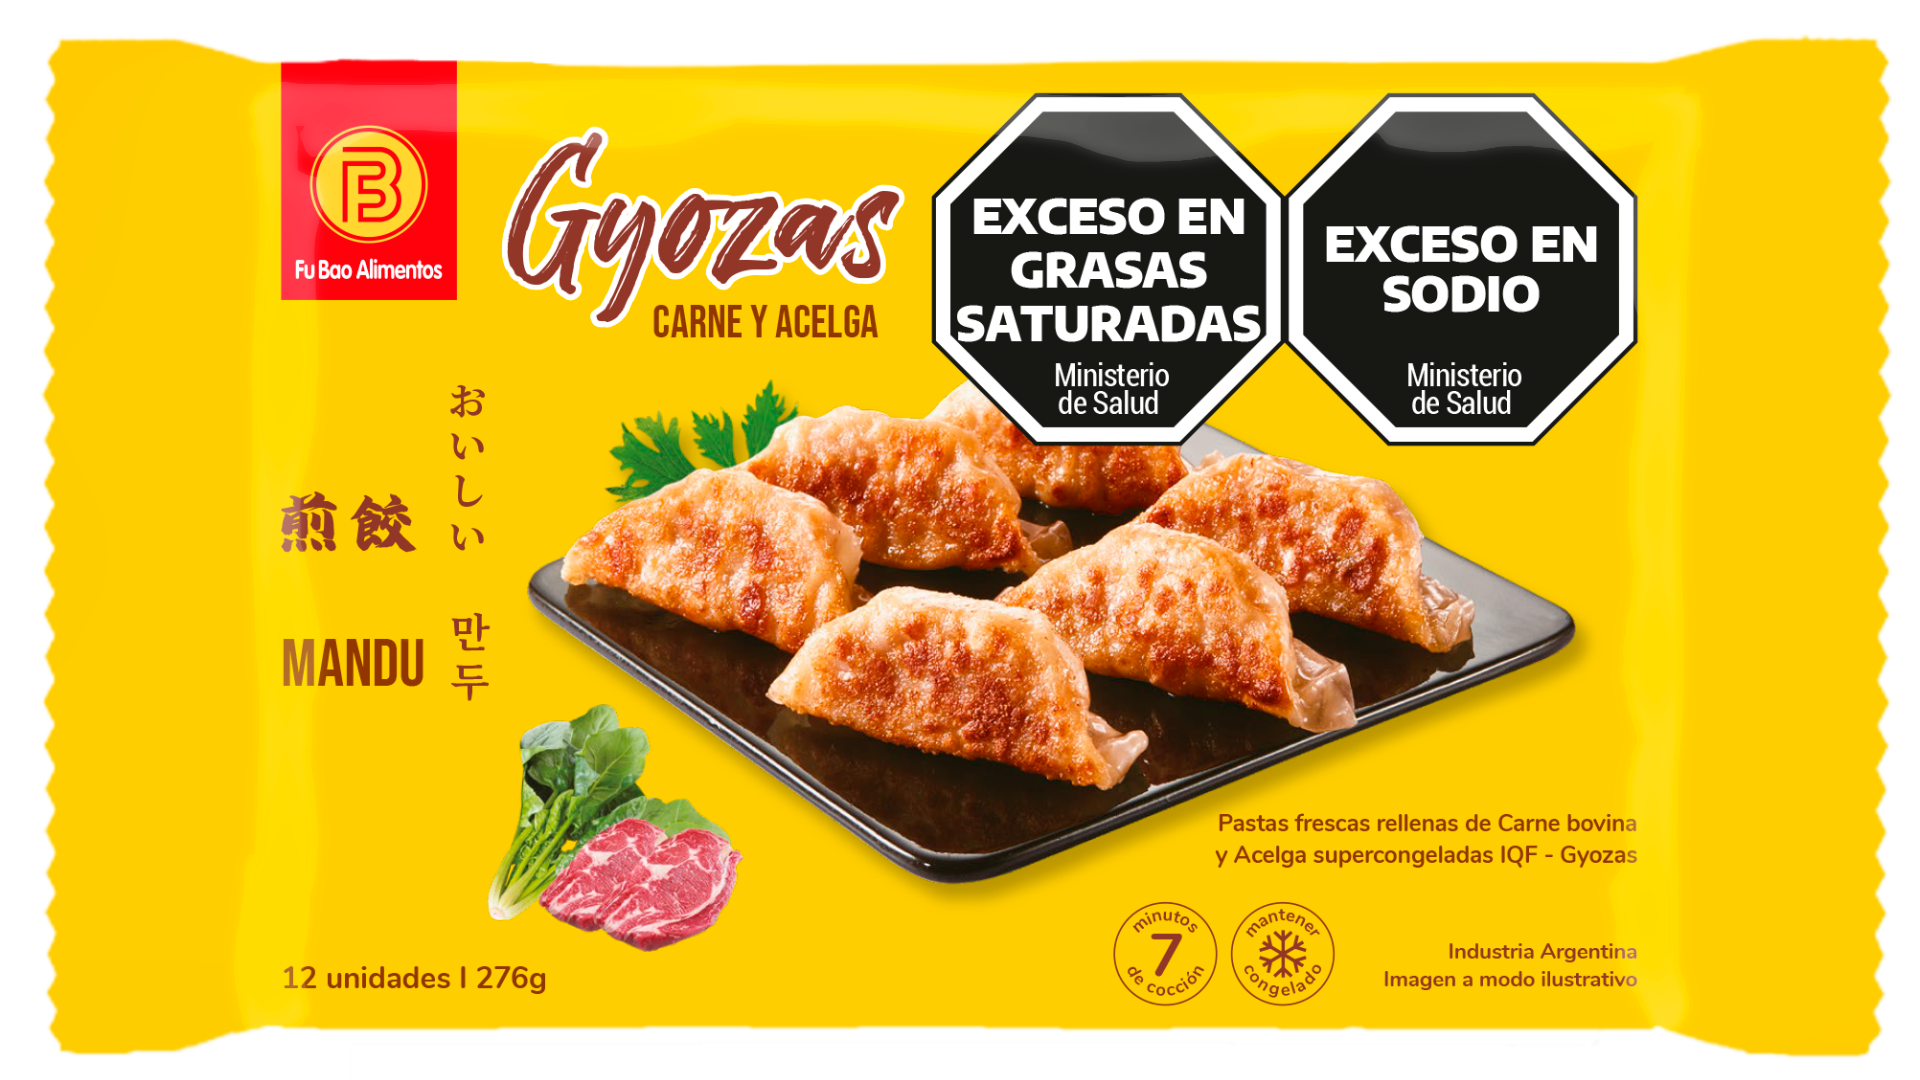 Fu Bao Alimentos
Gyozas
CARNE Y ACELGA
EXCESO EN
GRASAS
SATURADAS
Ministerio
de Salud
EXCESO EN
SODIO
Ministerio
de Salud
おいしい
煎餃
만두
MANDU
Pastas frescas rellenas de Carne bovina
y Acelga supercongeladas IQF - Gyozas
minutos
7
de cocción
mantener
congelado
Industria Argentina
Imagen a modo ilustrativo
12 unidades | 276g